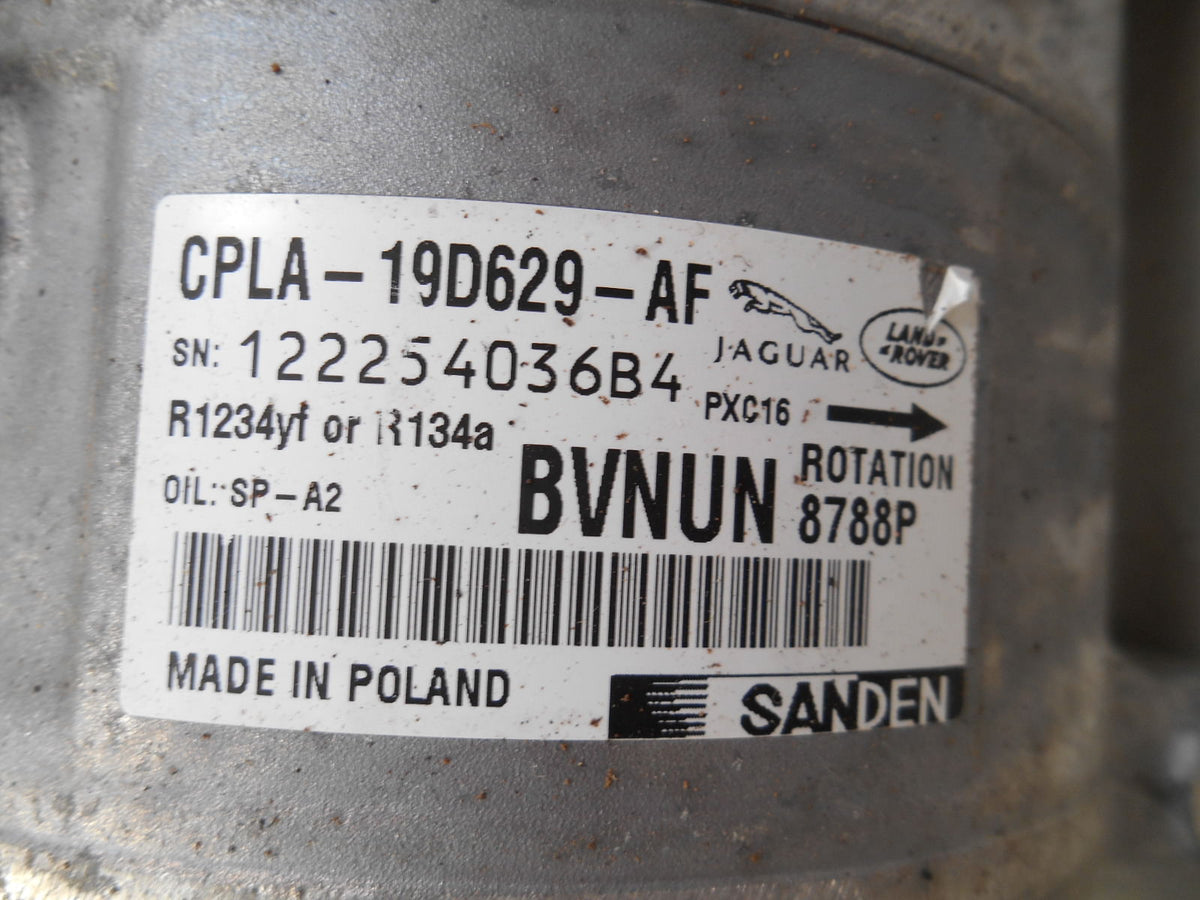 CPLA-19D629-AF
JAGUAR
LAND-
-ROVER
SN: 122254036B4
PXC16
R1234yf or R134a
ROTATION
OIL: SP-A2
BVNUN
8788P
MADE IN POLAND
SANDEN